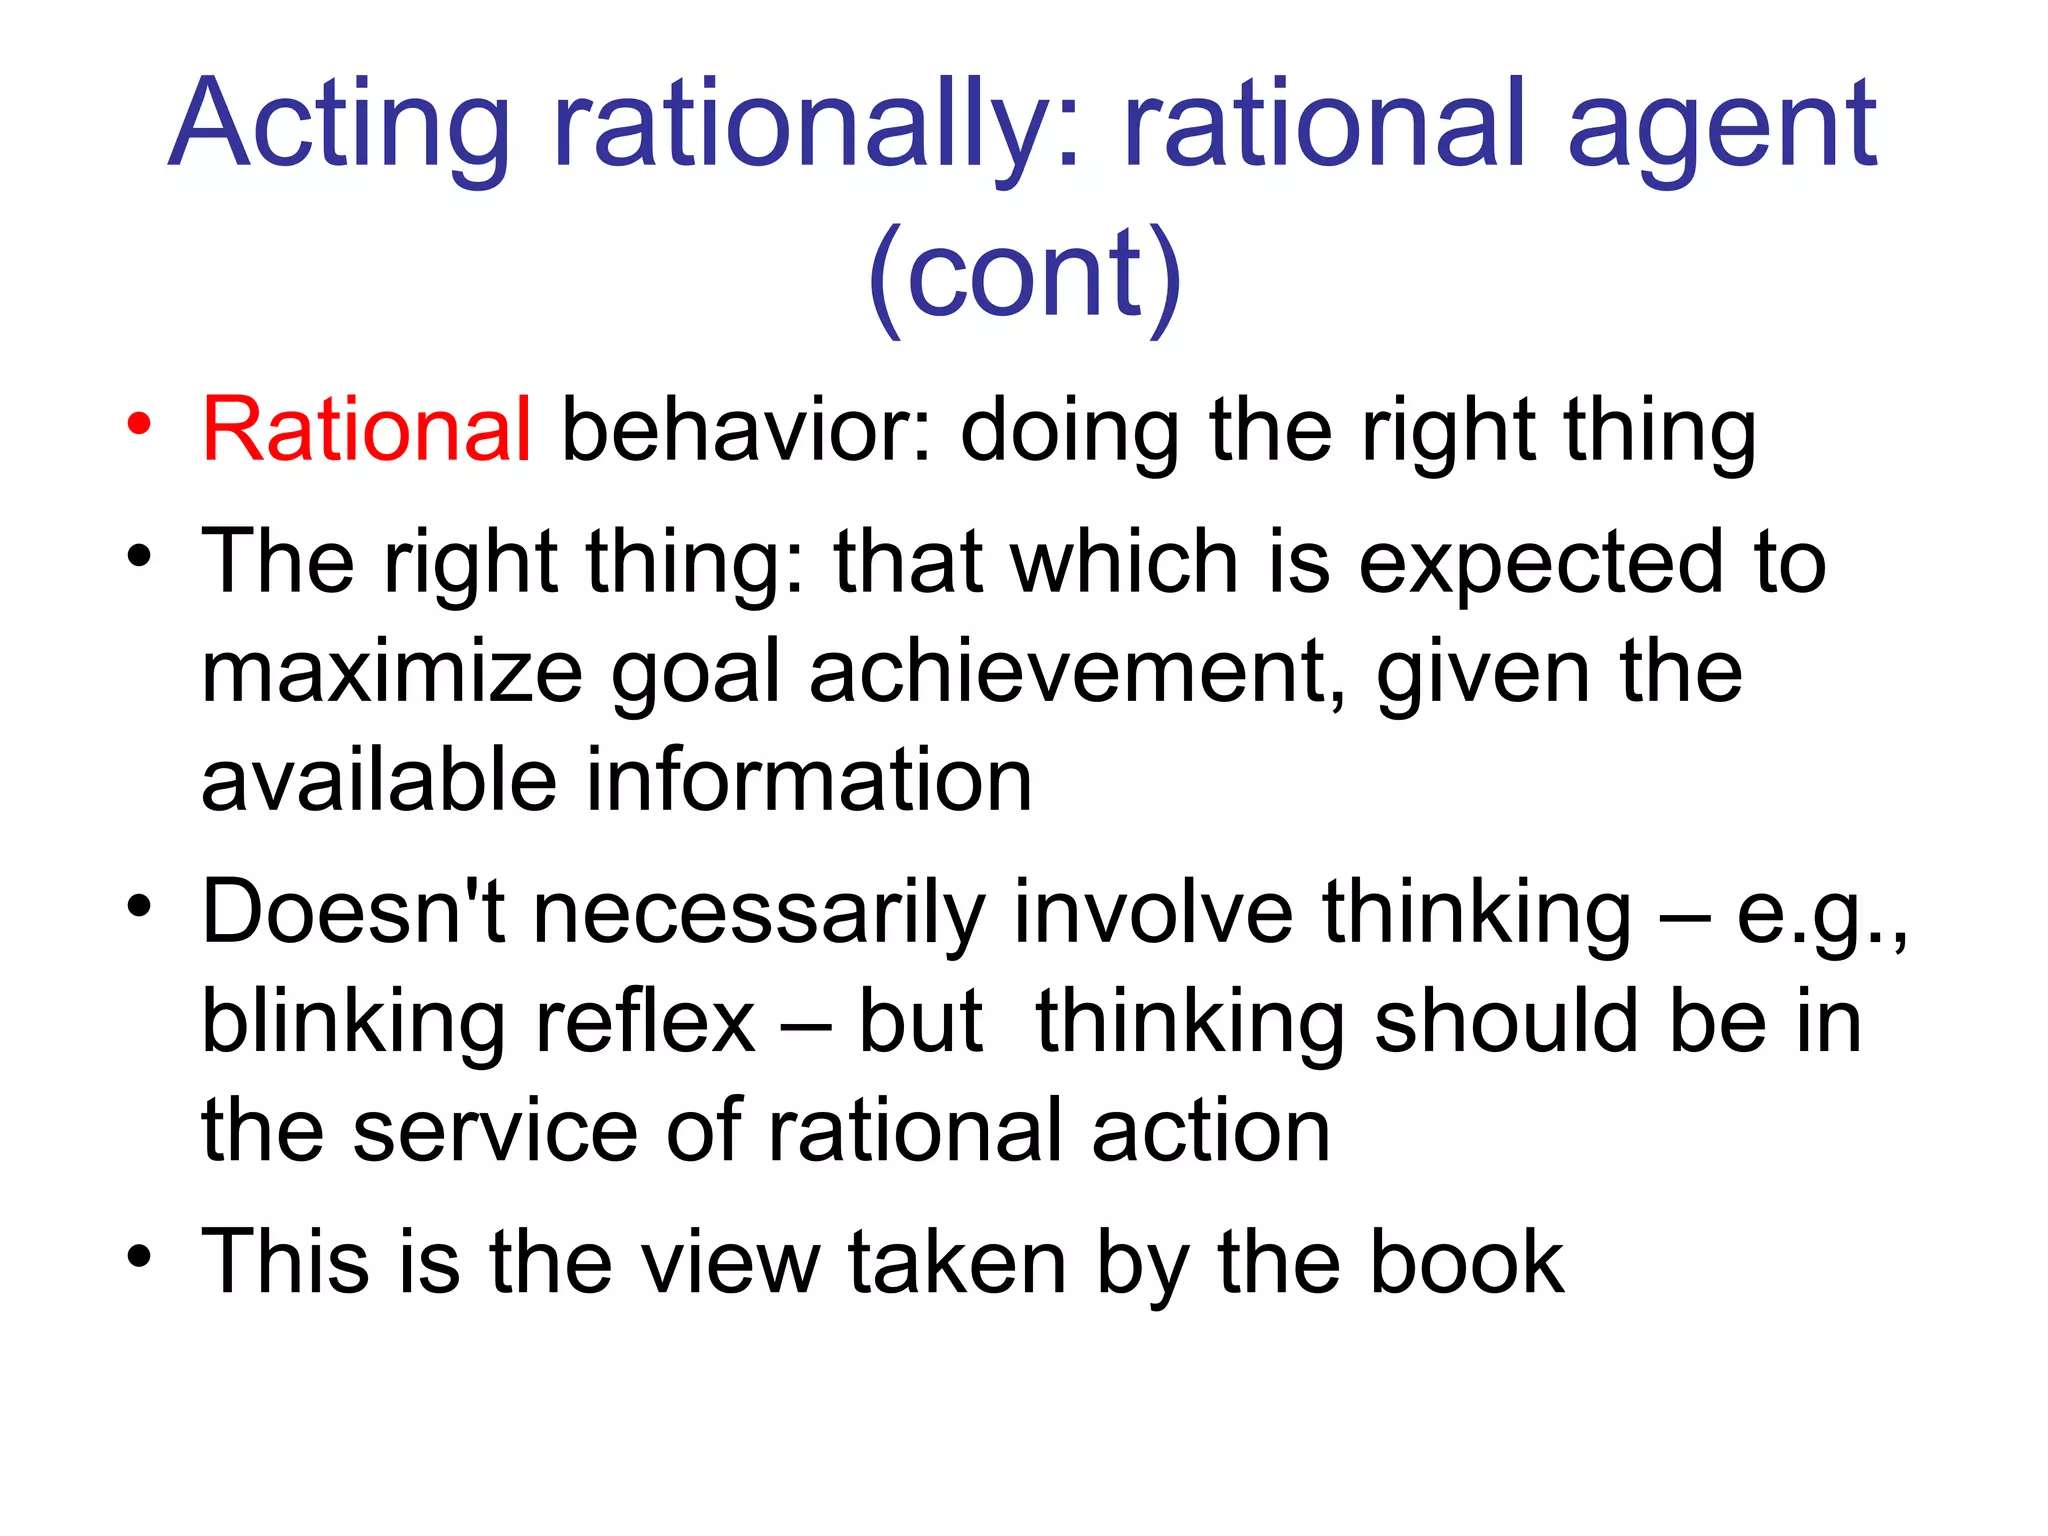 Acting rationally: rational agent
(cont)
• Rational behavior: doing the right thing
• The right thing: that which is expected to
maximize goal achievement, given the
available information
• Doesn't necessarily involve thinking – e.g.,
blinking reflex – but  thinking should be in
the service of rational action
• This is the view taken by the book